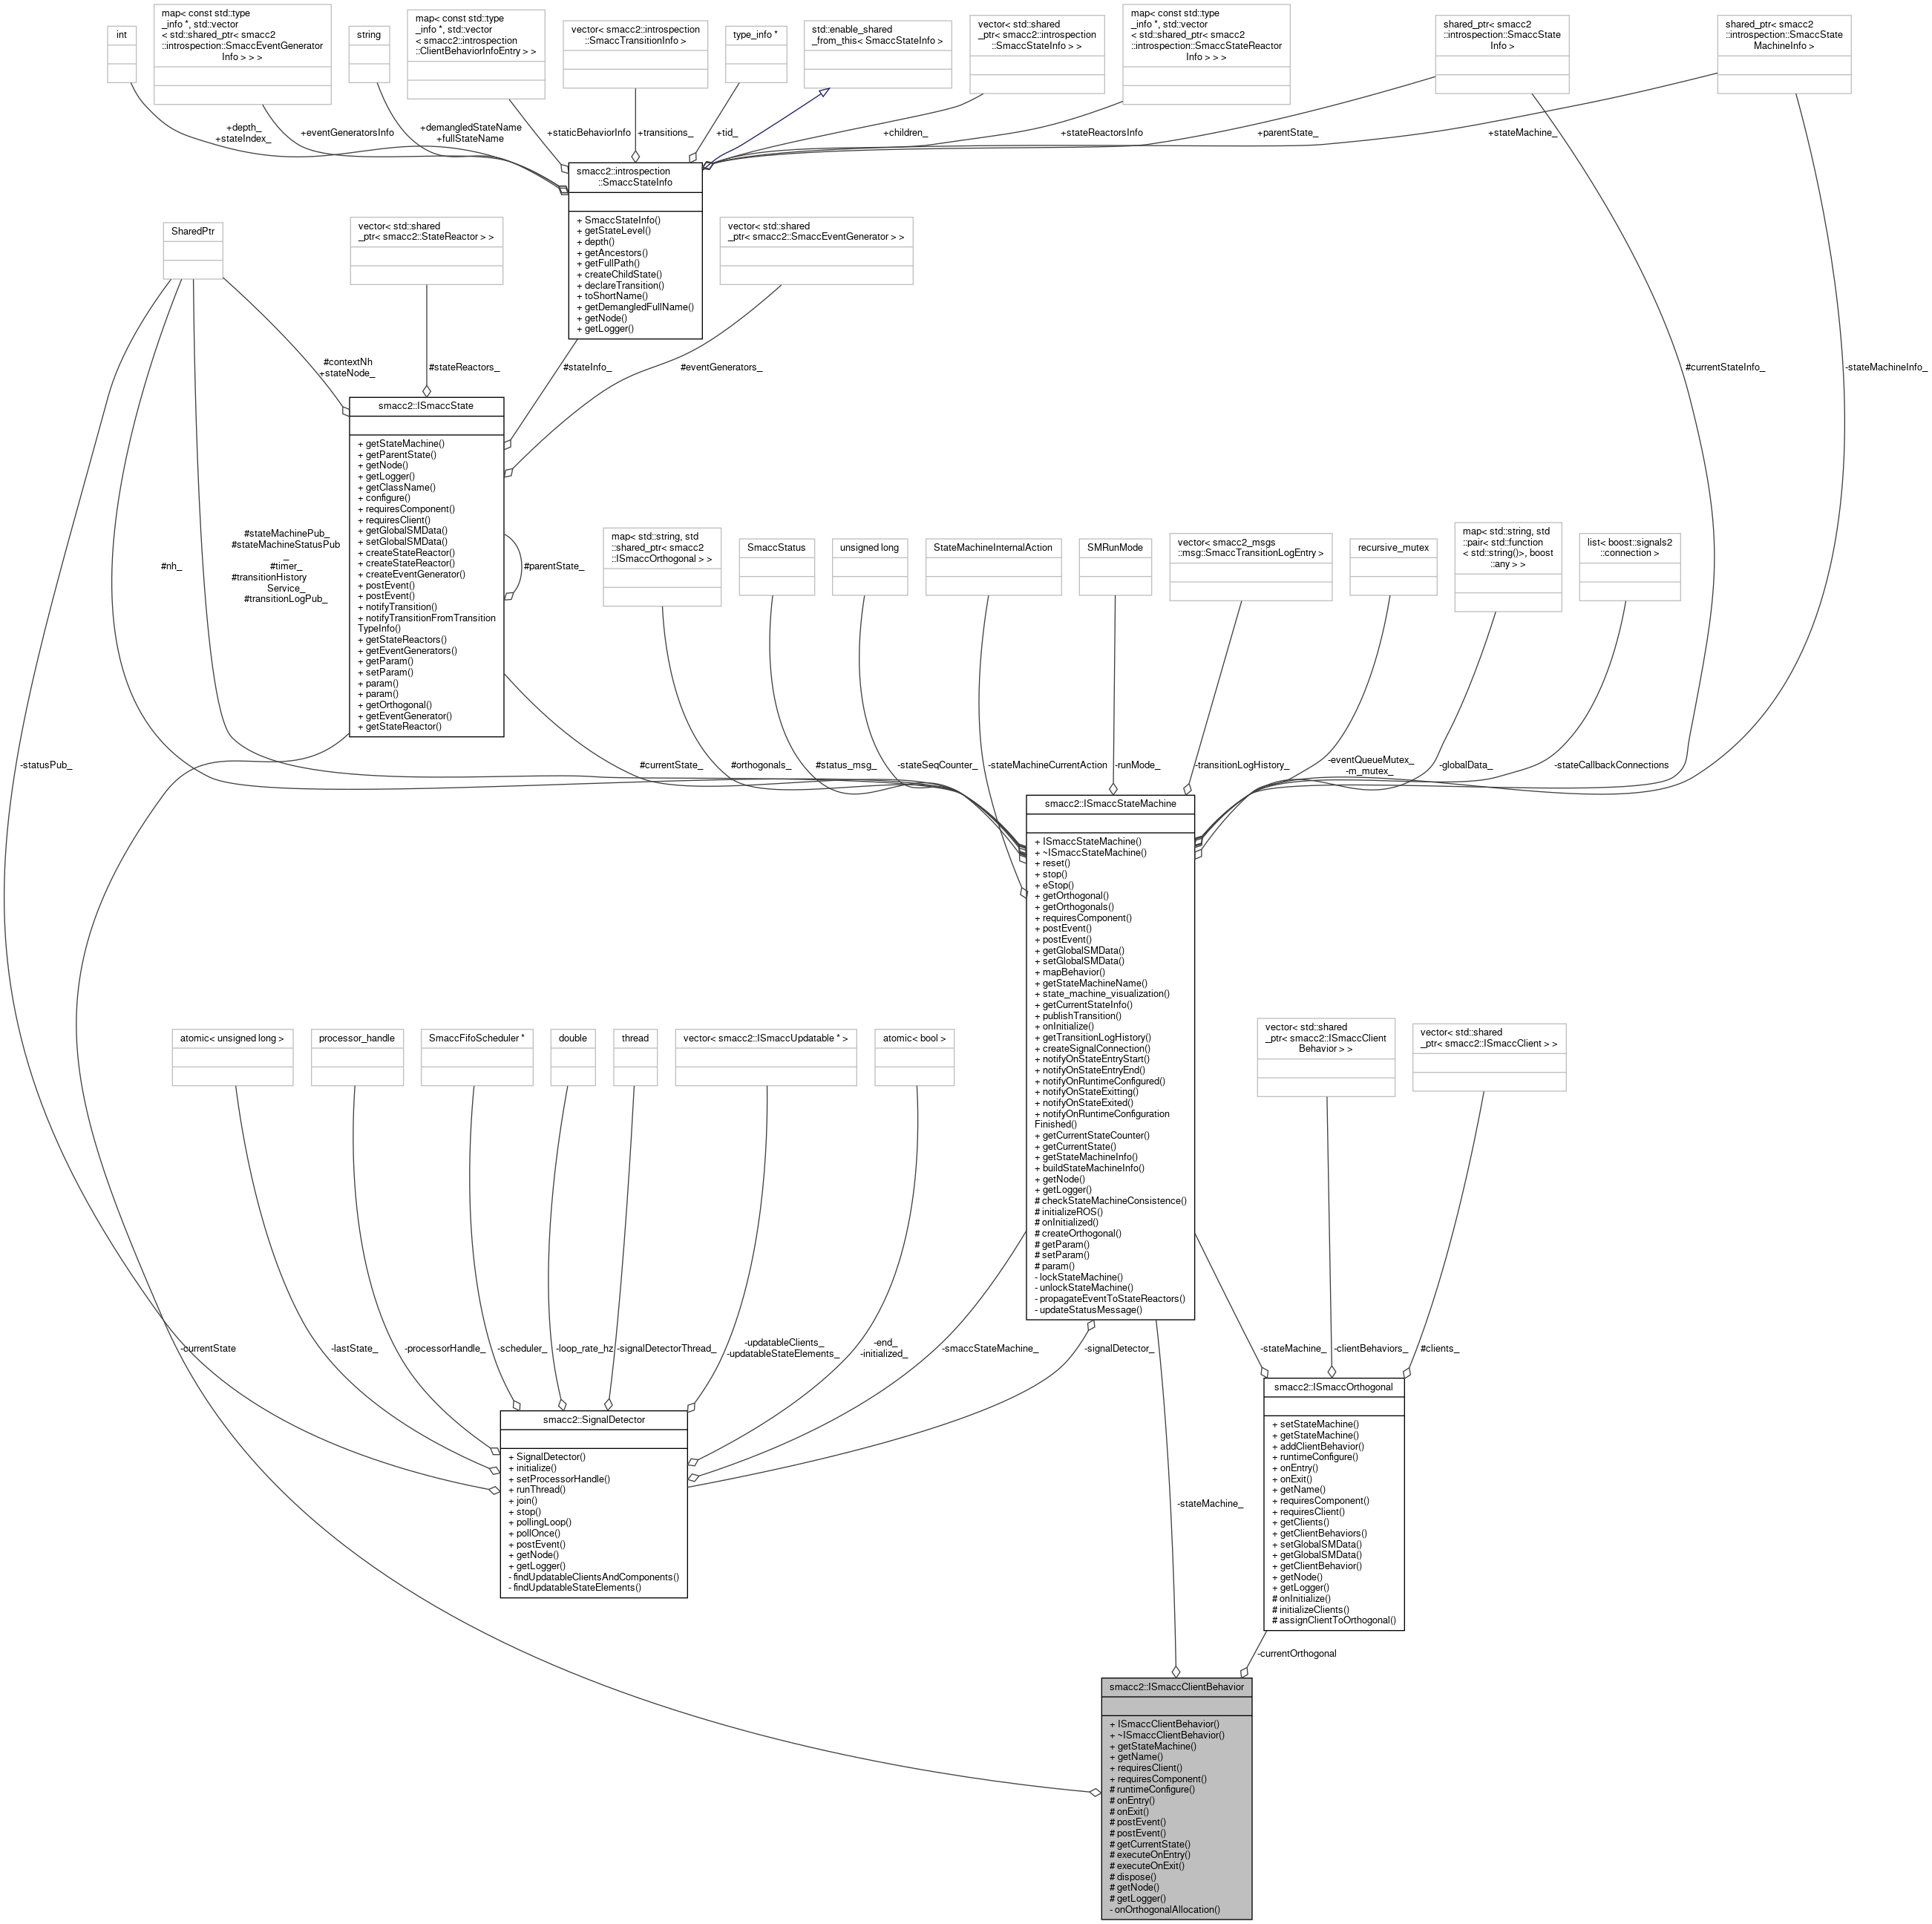 int
map< const std::type
_info *, std::vector
< std::shared_ptr< smacc2
::introspection::SmaccEventGenerator
Info > > >
string
map< const std::type
_info *, std::vector
< smacc2::introspection
::ClientBehaviorInfoEntry > >
vector< smacc2::introspection
::SmaccTransitionInfo >
type_info *
std::enable_shared
_from_this< SmaccStateInfo >
vector< std::shared
_ptr< smacc2::introspection
::SmaccStateInfo > >
map< const std::type
_info *, std::vector
< std::shared_ptr< smacc2
::introspection::SmaccStateReactor
Info > > >
shared_ptr< smacc2
::introspection::SmaccState
Info >
shared_ptr< smacc2
::introspection::SmaccState
MachineInfo >
+depth_
+stateIndex_
+eventGeneratorsInfo
+demangledStateName
+fullStateName
+staticBehaviorInfo
+transitions_
+tid_
+children_
+stateReactorsInfo
+parentState_
+stateMachine_
smacc2::introspection
::SmaccStateInfo
+ SmaccStateInfo()
+ getStateLevel()
+ depth()
+ getAncestors()
+ getFullPath()
+ createChildState()
+ declareTransition()
+ toShortName()
+ getDemangledFullName()
+ getNode()
+ getLogger()
SharedPtr
vector< std::shared
_ptr< smacc2::StateReactor > >
vector< std::shared
_ptr< smacc2::SmaccEventGenerator > >
#contextNh
+stateNode_
#stateReactors_
#stateInfo_
#eventGenerators_
#currentStateInfo_
-stateMachineInfo_
smacc2::ISmaccState
+ getStateMachine()
+ getParentState()
+ getNode()
+ getLogger()
+ getClassName()
+ configure()
+ requiresComponent()
+ requiresClient()
+ getGlobalSMData()
+ setGlobalSMData()
+ createStateReactor()
+ createStateReactor()
+ createEventGenerator()
+ postEvent()
+ postEvent()
+ notifyTransition()
+ notifyTransitionFromTransition
TypeInfo()
+ getStateReactors()
+ getEventGenerators()
+ getParam()
+ setParam()
+ param()
+ param()
+ getOrthogonal()
+ getEventGenerator()
+ getStateReactor()
#parentState_
#nh_
#stateMachinePub_
#stateMachineStatusPub
_
#timer_
#transitionHistory
Service_
#transitionLogPub_
map< std::string, std
::shared_ptr< smacc2
::ISmaccOrthogonal > >
SmaccStatus
unsigned long
StateMachineInternalAction
SMRunMode
vector< smacc2_msgs
::msg::SmaccTransitionLogEntry >
recursive_mutex
map< std::string, std
::pair< std::function
< std::string()>, boost
::any > >
list< boost::signals2
::connection >
-statusPub_
#currentState_
#orthogonals_
#status_msg_
-stateSeqCounter_
-stateMachineCurrentAction
-runMode_
-transitionLogHistory_
-eventQueueMutex_
-m_mutex_
-globalData_
-stateCallbackConnections
smacc2::ISmaccStateMachine
+ ISmaccStateMachine()
+ ~ISmaccStateMachine()
+ reset()
+ stop()
+ eStop()
+ getOrthogonal()
+ getOrthogonals()
+ requiresComponent()
+ postEvent()
+ postEvent()
+ getGlobalSMData()
+ setGlobalSMData()
+ mapBehavior()
+ getStateMachineName()
+ state_machine_visualization()
+ getCurrentStateInfo()
+ publishTransition()
+ onInitialize()
+ getTransitionLogHistory()
+ createSignalConnection()
+ notifyOnStateEntryStart()
+ notifyOnStateEntryEnd()
+ notifyOnRuntimeConfigured()
+ notifyOnStateExitting()
+ notifyOnStateExited()
+ notifyOnRuntimeConfiguration
Finished()
+ getCurrentStateCounter()
+ getCurrentState()
+ getStateMachineInfo()
+ buildStateMachineInfo()
+ getNode()
+ getLogger()
# checkStateMachineConsistence()
# initializeROS()
# onInitialized()
# createOrthogonal()
# getParam()
# setParam()
# param()
- lockStateMachine()
- unlockStateMachine()
- propagateEventToStateReactors()
- updateStatusMessage()
atomic< unsigned long >
processor_handle
SmaccFifoScheduler *
double
thread
vector< smacc2::ISmaccUpdatable * >
atomic< bool >
vector< std::shared
_ptr< smacc2::ISmaccClient
Behavior > >
vector< std::shared
_ptr< smacc2::ISmaccClient > >
-currentState
-lastState_
-processorHandle_
-scheduler_
-loop_rate_hz
-signalDetectorThread_
-updatableClients_
-updatableStateElements_
-end_
-initialized_
-smaccStateMachine_
-signalDetector_
-stateMachine_
-clientBehaviors_
#clients_
smacc2::SignalDetector
+ SignalDetector()
+ initialize()
+ setProcessorHandle()
+ runThread()
+ join()
+ stop()
+ pollingLoop()
+ pollOnce()
+ postEvent()
+ getNode()
+ getLogger()
- findUpdatableClientsAndComponents()
- findUpdatableStateElements()
smacc2::ISmaccOrthogonal
+ setStateMachine()
+ getStateMachine()
+ addClientBehavior()
+ runtimeConfigure()
+ onEntry()
+ onExit()
+ getName()
+ requiresComponent()
+ requiresClient()
+ getClients()
+ getClientBehaviors()
+ setGlobalSMData()
+ getGlobalSMData()
+ getClientBehavior()
+ getNode()
+ getLogger()
# onInitialize()
# initializeClients()
# assignClientToOrthogonal()
-stateMachine_
-currentOrthogonal
smacc2::ISmaccClientBehavior
+ ISmaccClientBehavior()
+ ~ISmaccClientBehavior()
+ getStateMachine()
+ getName()
+ requiresClient()
+ requiresComponent()
# runtimeConfigure()
# onEntry()
# onExit()
# postEvent()
# postEvent()
# getCurrentState()
# executeOnEntry()
# executeOnExit()
# dispose()
# getNode()
# getLogger()
- onOrthogonalAllocation()